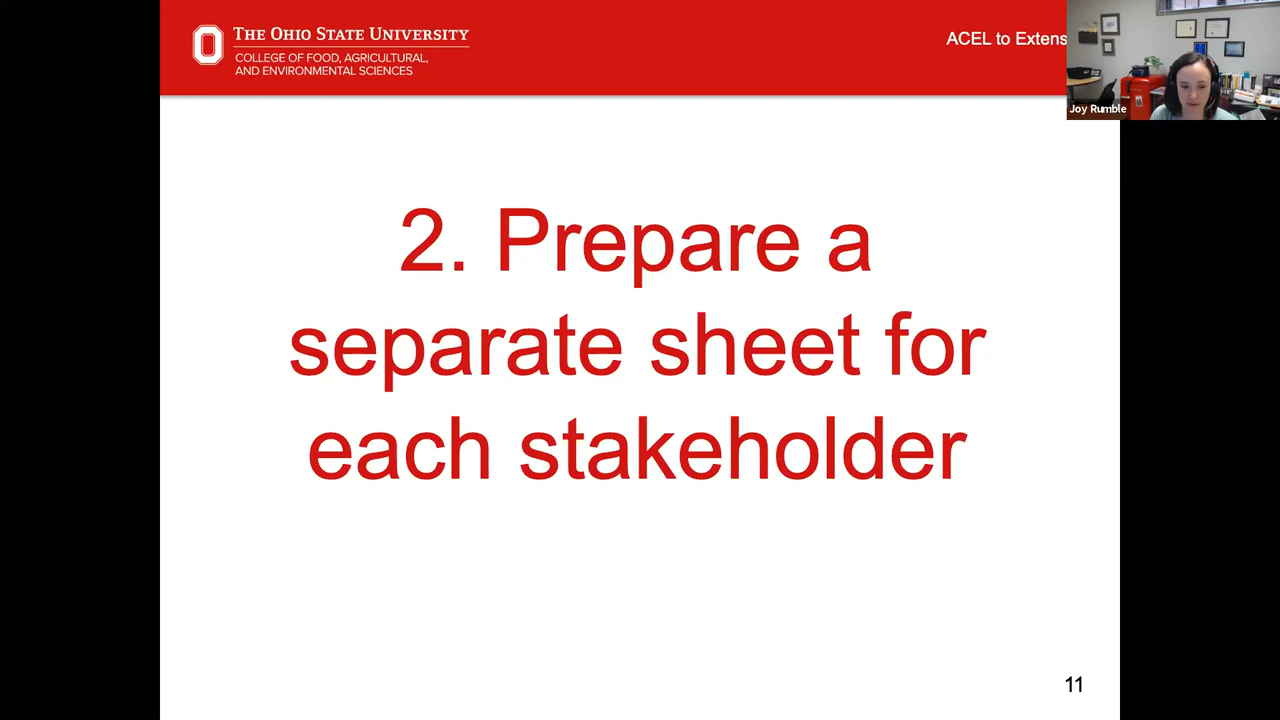 THE OHIO STATE UNIVERSITY
COLLEGE OF FOOD, AGRICULTURAL,
AND ENVIRONMENTAL SCIENCES
ACEL to Extens
Joy Rumble
2. Prepare a
separate sheet for
each stakeholder
11